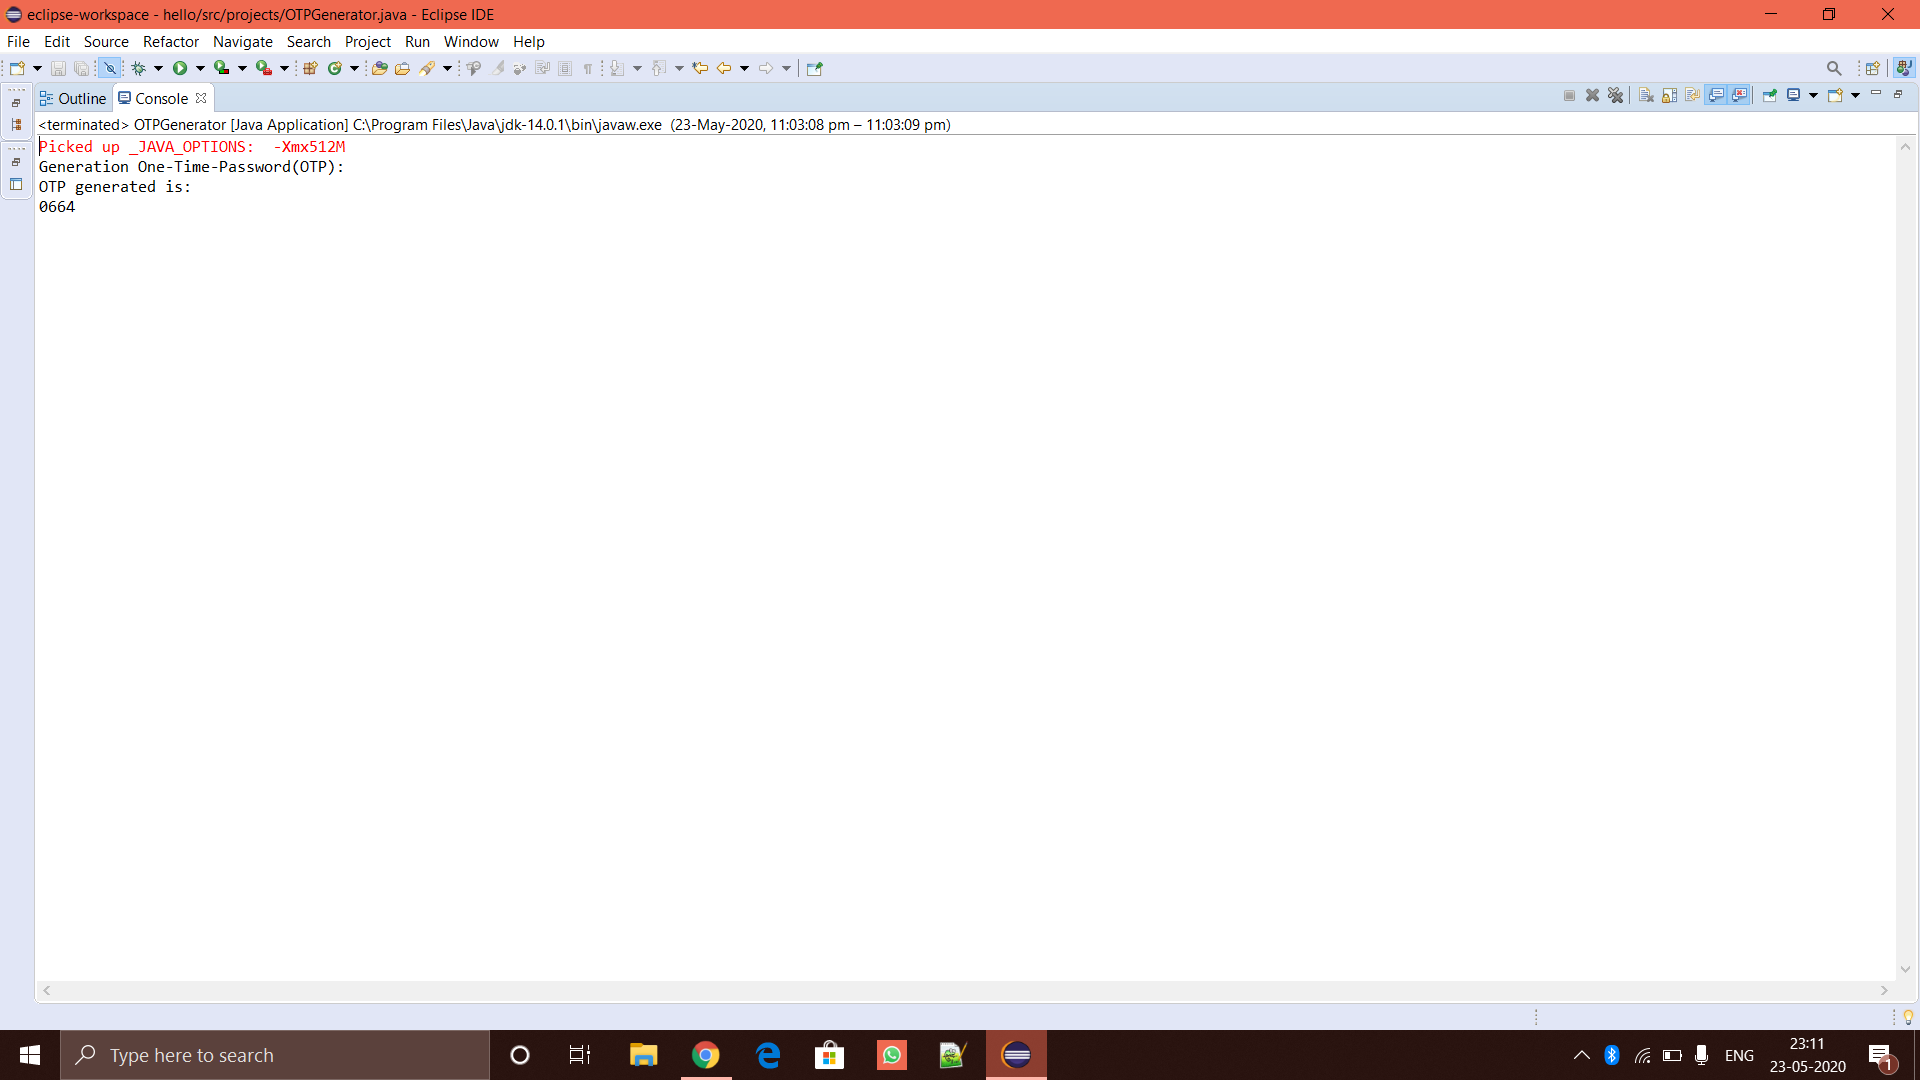 eclipse-workspace - hello/src/projects/OTPGenerator.java - Eclipse IDE
File Edit Source Refactor Navigate Search Project Run Window Help
Outline Console
<terminated> OTPGenerator [Java Application] C:\Program Files\Java\jdk-14.0.1\bin\javaw.exe (23-May-2020, 11:03:08 pm – 11:03:09 pm)
Picked up _JAVA_OPTIONS:  -Xmx512M
Generation One-Time-Password(OTP):
OTP generated is:
0664
Type here to search
ENG
23:11
23-05-2020
1